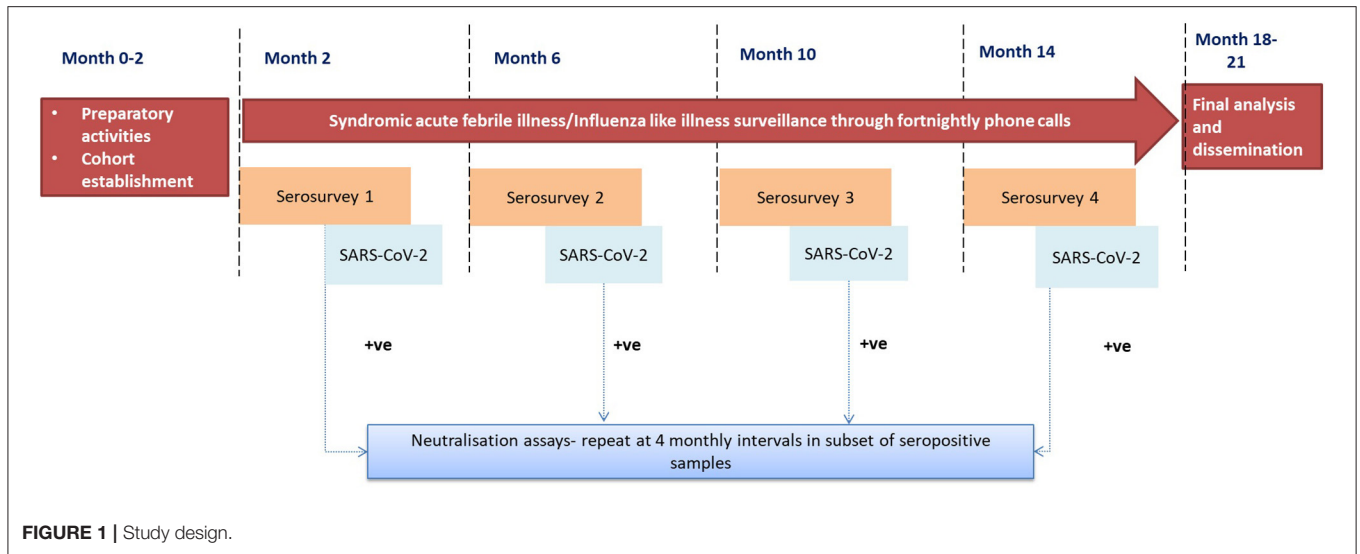 Month 0-2
Month 2
Month 6
Month 10
Month 14
Month 18-
21
• Preparatory
activities
• Cohort
establishment
Syndromic acute febrile illness/Influenza like illness surveillance through fortnightly phone calls
Final analysis
and
dissemination
Serosurvey 1
Serosurvey 2
Serosurvey 3
Serosurvey 4
SARS-CoV-2
SARS-CoV-2
SARS-CoV-2
SARS-CoV-2
+ve
+ve
+ve
+ve
Neutralisation assays- repeat at 4 monthly intervals in subset of seropositive
samples
FIGURE 1 | Study design.